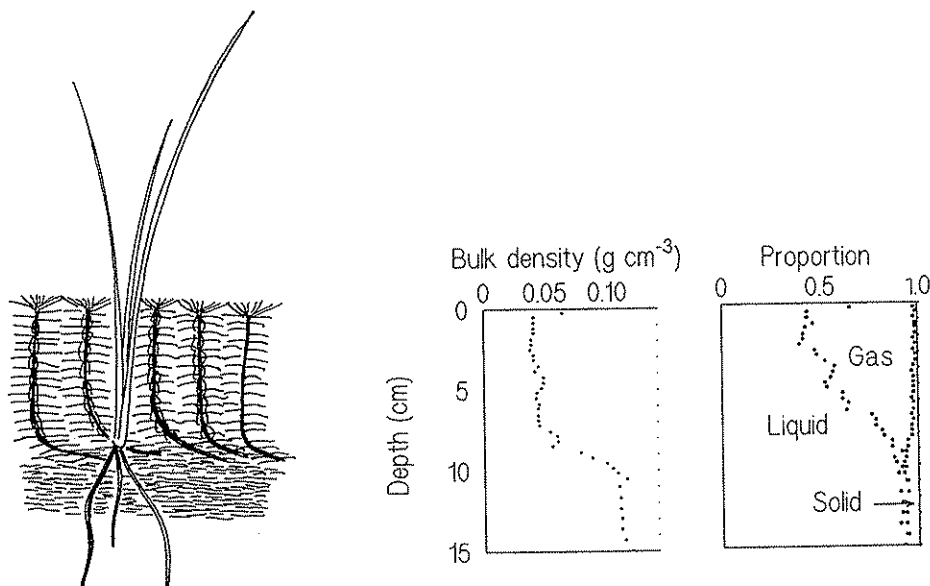 Bulk density (g cm-3)
0 0.05 0.10
Depth (cm)
0
5
10
15
Proportion
0 0.5 1.0
Gas
Liquid
Solid